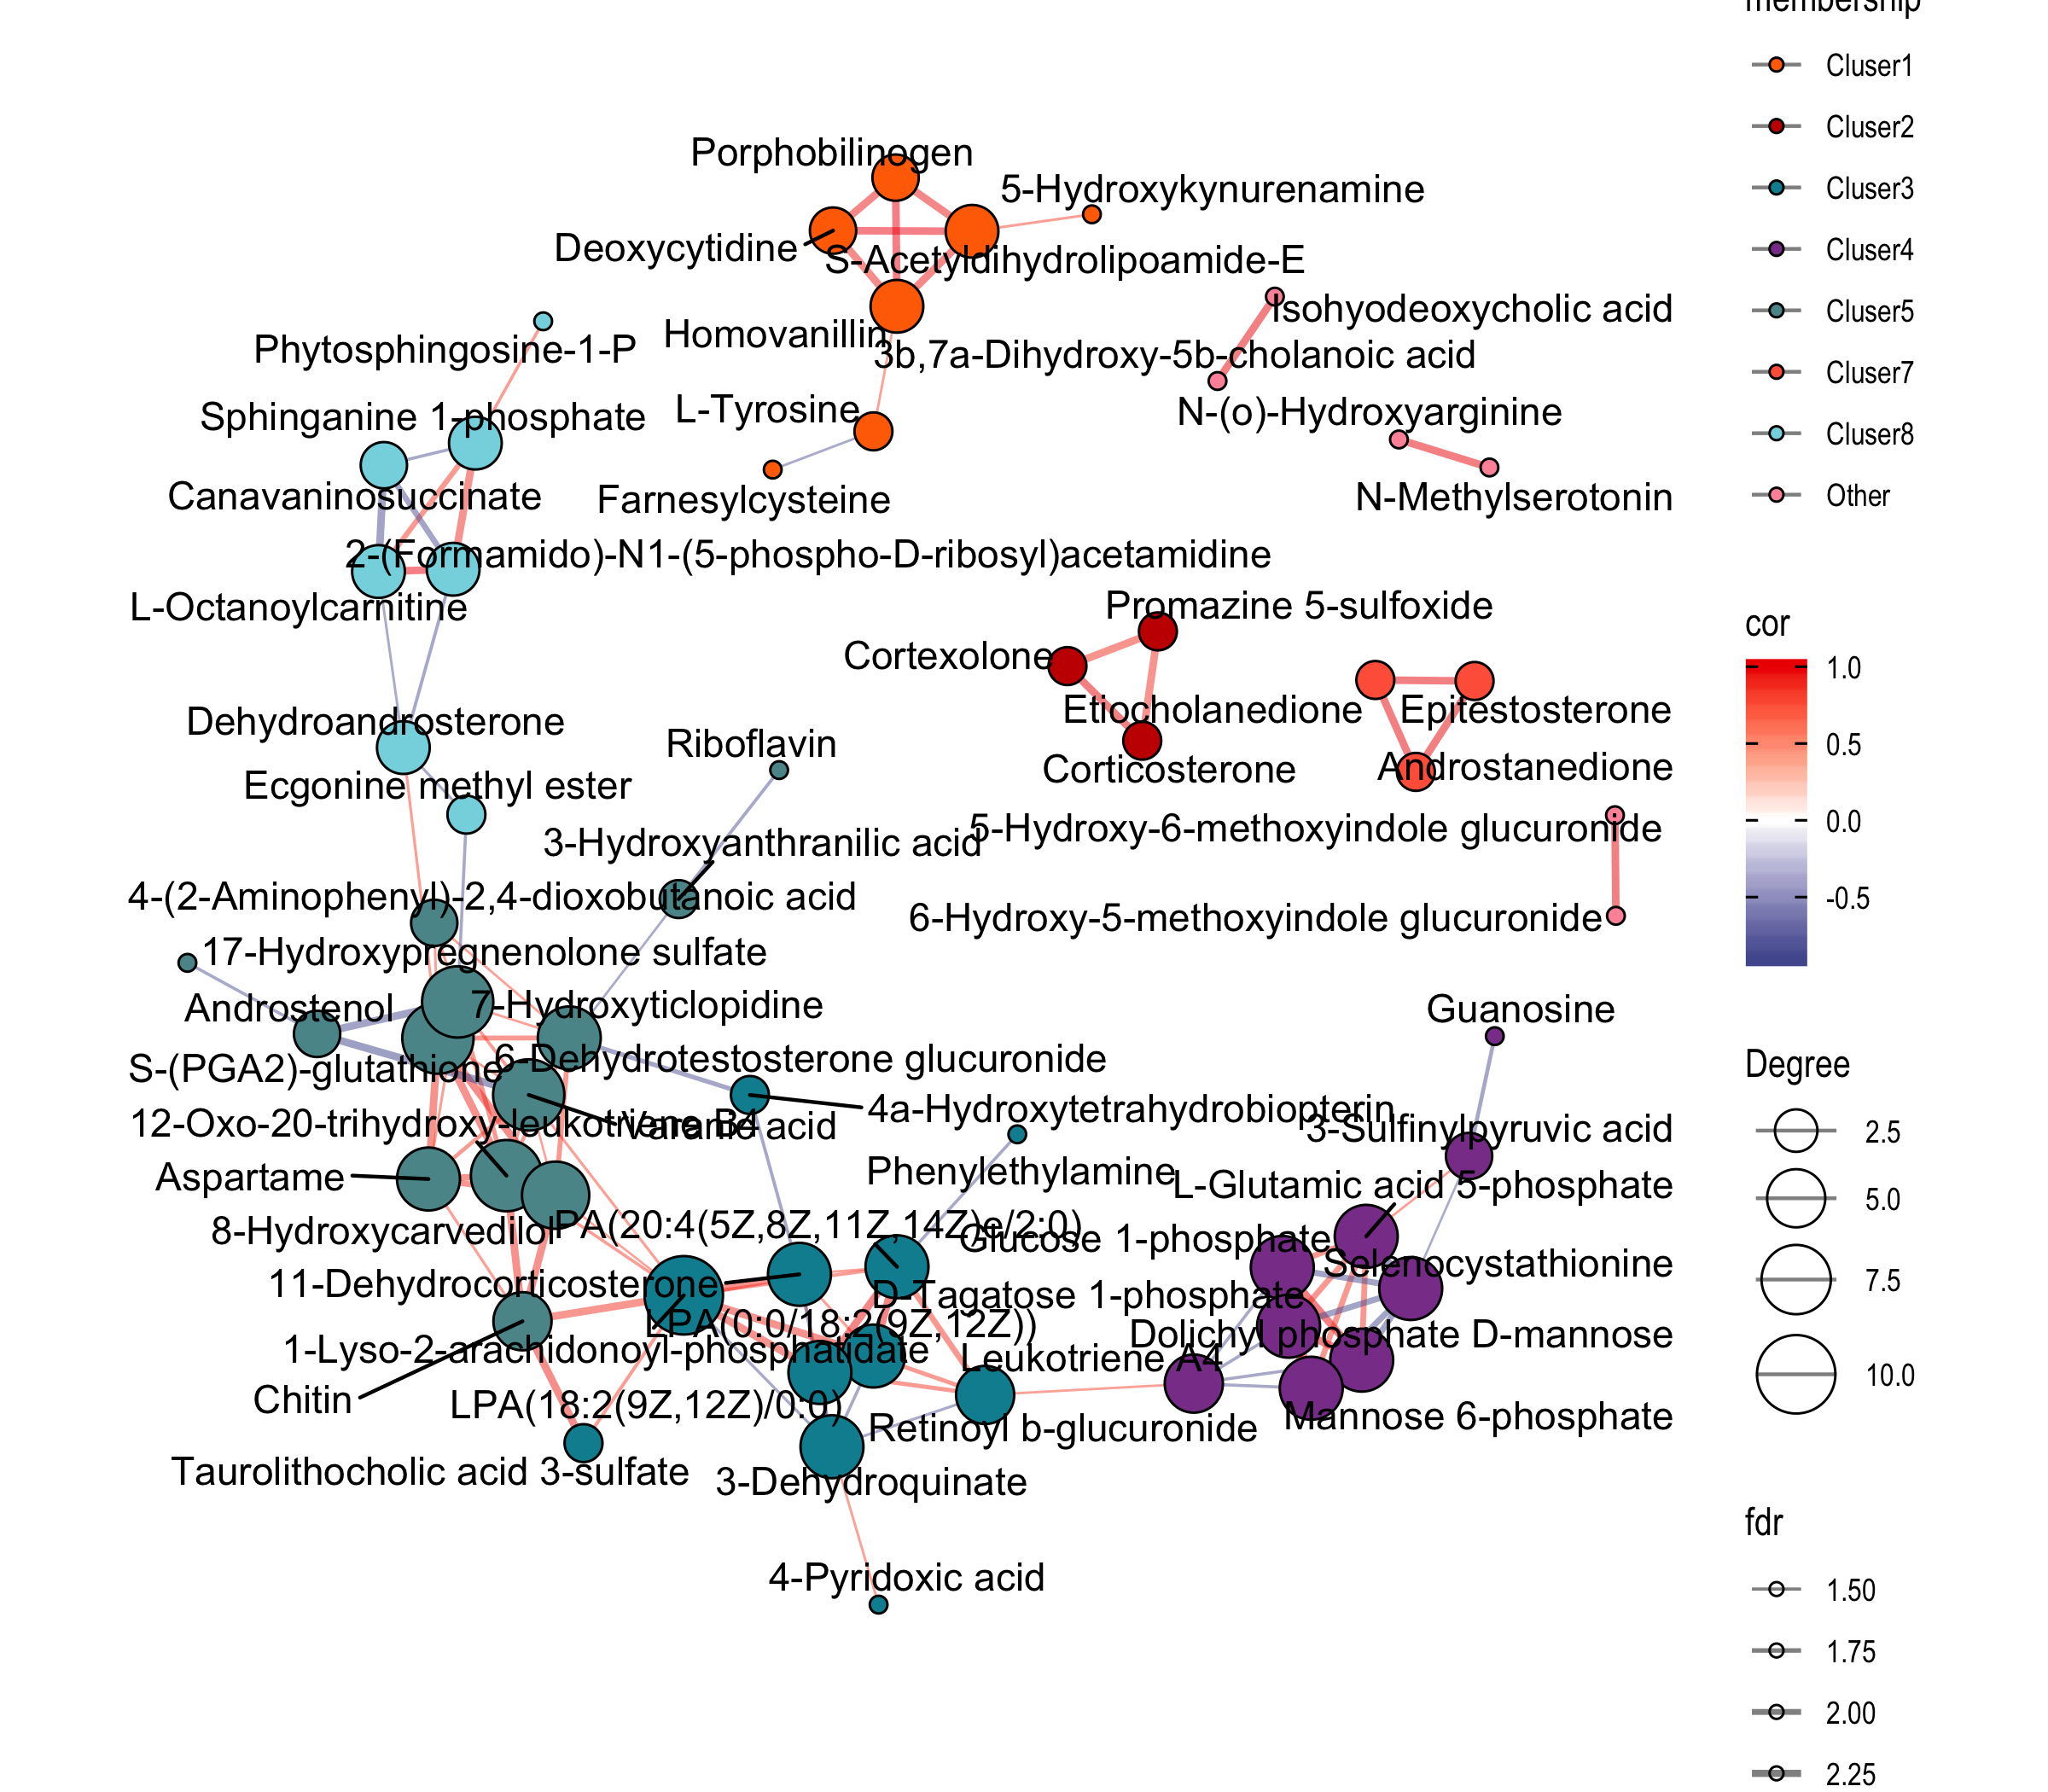 membership
Cluser1
Cluser2
Cluser3
Cluser4
Cluser5
Cluser7
Cluser8
Other
Porphobilinogen
5-Hydroxykynurenamine
Deoxycytidine
S-Acetyldihydrolipoamide-E
Isohyodeoxycholic acid
Homovanillin
Phytosphingosine-1-P
3b,7a-Dihydroxy-5b-cholanoic acid
L-Tyrosine
N-(o)-Hydroxyarginine
Sphinganine 1-phosphate
Canavaninosuccinate
Farnesylcysteine
N-Methylserotonin
2-(Formamido)-N1-(5-phospho-D-ribosyl)acetamidine
L-Octanoylcarnitine
Promazine 5-sulfoxide
Cortexolone
Etiocholanedione
Epitestosterone
Dehydroandrosterone
Riboflavin
Corticosterone
Androstanedione
Ecgonine methyl ester
5-Hydroxy-6-methoxyindole glucuronide
3-Hydroxyanthranilic acid
4-(2-Aminophenyl)-2,4-dioxobutanoic acid
6-Hydroxy-5-methoxyindole glucuronide
17-Hydroxypregnenolone sulfate
Androstenol
7-Hydroxyticlopidine
Guanosine
6-Dehydrotestosterone glucuronide
S-(PGA2)-glutathione
4a-Hydroxytetrahydrobiopterin
12-Oxo-20-trihydroxy-leukotriene B4
Varanic acid
3-Sulfinylpyruvic acid
Aspartame
Phenylethylamine
L-Glutamic acid 5-phosphate
8-Hydroxycarvedilol
PA(20:4(5Z,8Z,11Z,14Z)e/2:0)
Glucose 1-phosphate
Selenocystathionine
11-Dehydrocorticosterone
D-Tagatose 1-phosphate
LPA(0:0/18:2(9Z,12Z))
Dolichyl phosphate D-mannose
1-Lyso-2-arachidonoyl-phosphatidate
Leukotriene A4
Chitin
LPA(18:2(9Z,12Z)/0:0)
Retinoyl b-glucuronide
Mannose 6-phosphate
Taurolithocholic acid 3-sulfate
3-Dehydroquinate
4-Pyridoxic acid
cor
1.0
0.5
0.0
-0.5
Degree
2.5
5.0
7.5
10.0
fdr
1.50
1.75
2.00
2.25